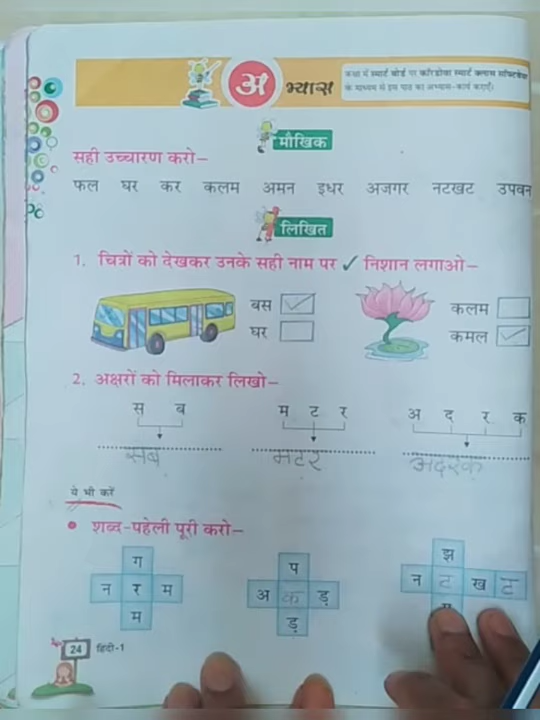 अभ्यास
कक्षा में स्मार्ट बोर्ड पर कॉरडोवा स्मार्ट क्लास सॉफ्टवेयर
के माध्यम से इस पाठ का अभ्यास-कार्य कराएँ।
मौखिक
सही उच्चारण करो–
फल घर कर कलम अमन इधर अजगर नटखट उपवन
लिखित
1. चित्रों को देखकर उनके सही नाम पर ✓ निशान लगाओ–
बस ✓ कलम
घर कमल ✓
2. अक्षरों को मिलाकर लिखो–
स ब म ट र अ द र क
सब मटर अदरक
ये भी करें
• शब्द-पहेली पूरी करो–
ग प झ
न र म अ क ड़ न ट ख ट
म ड़
24 हिंदी-1